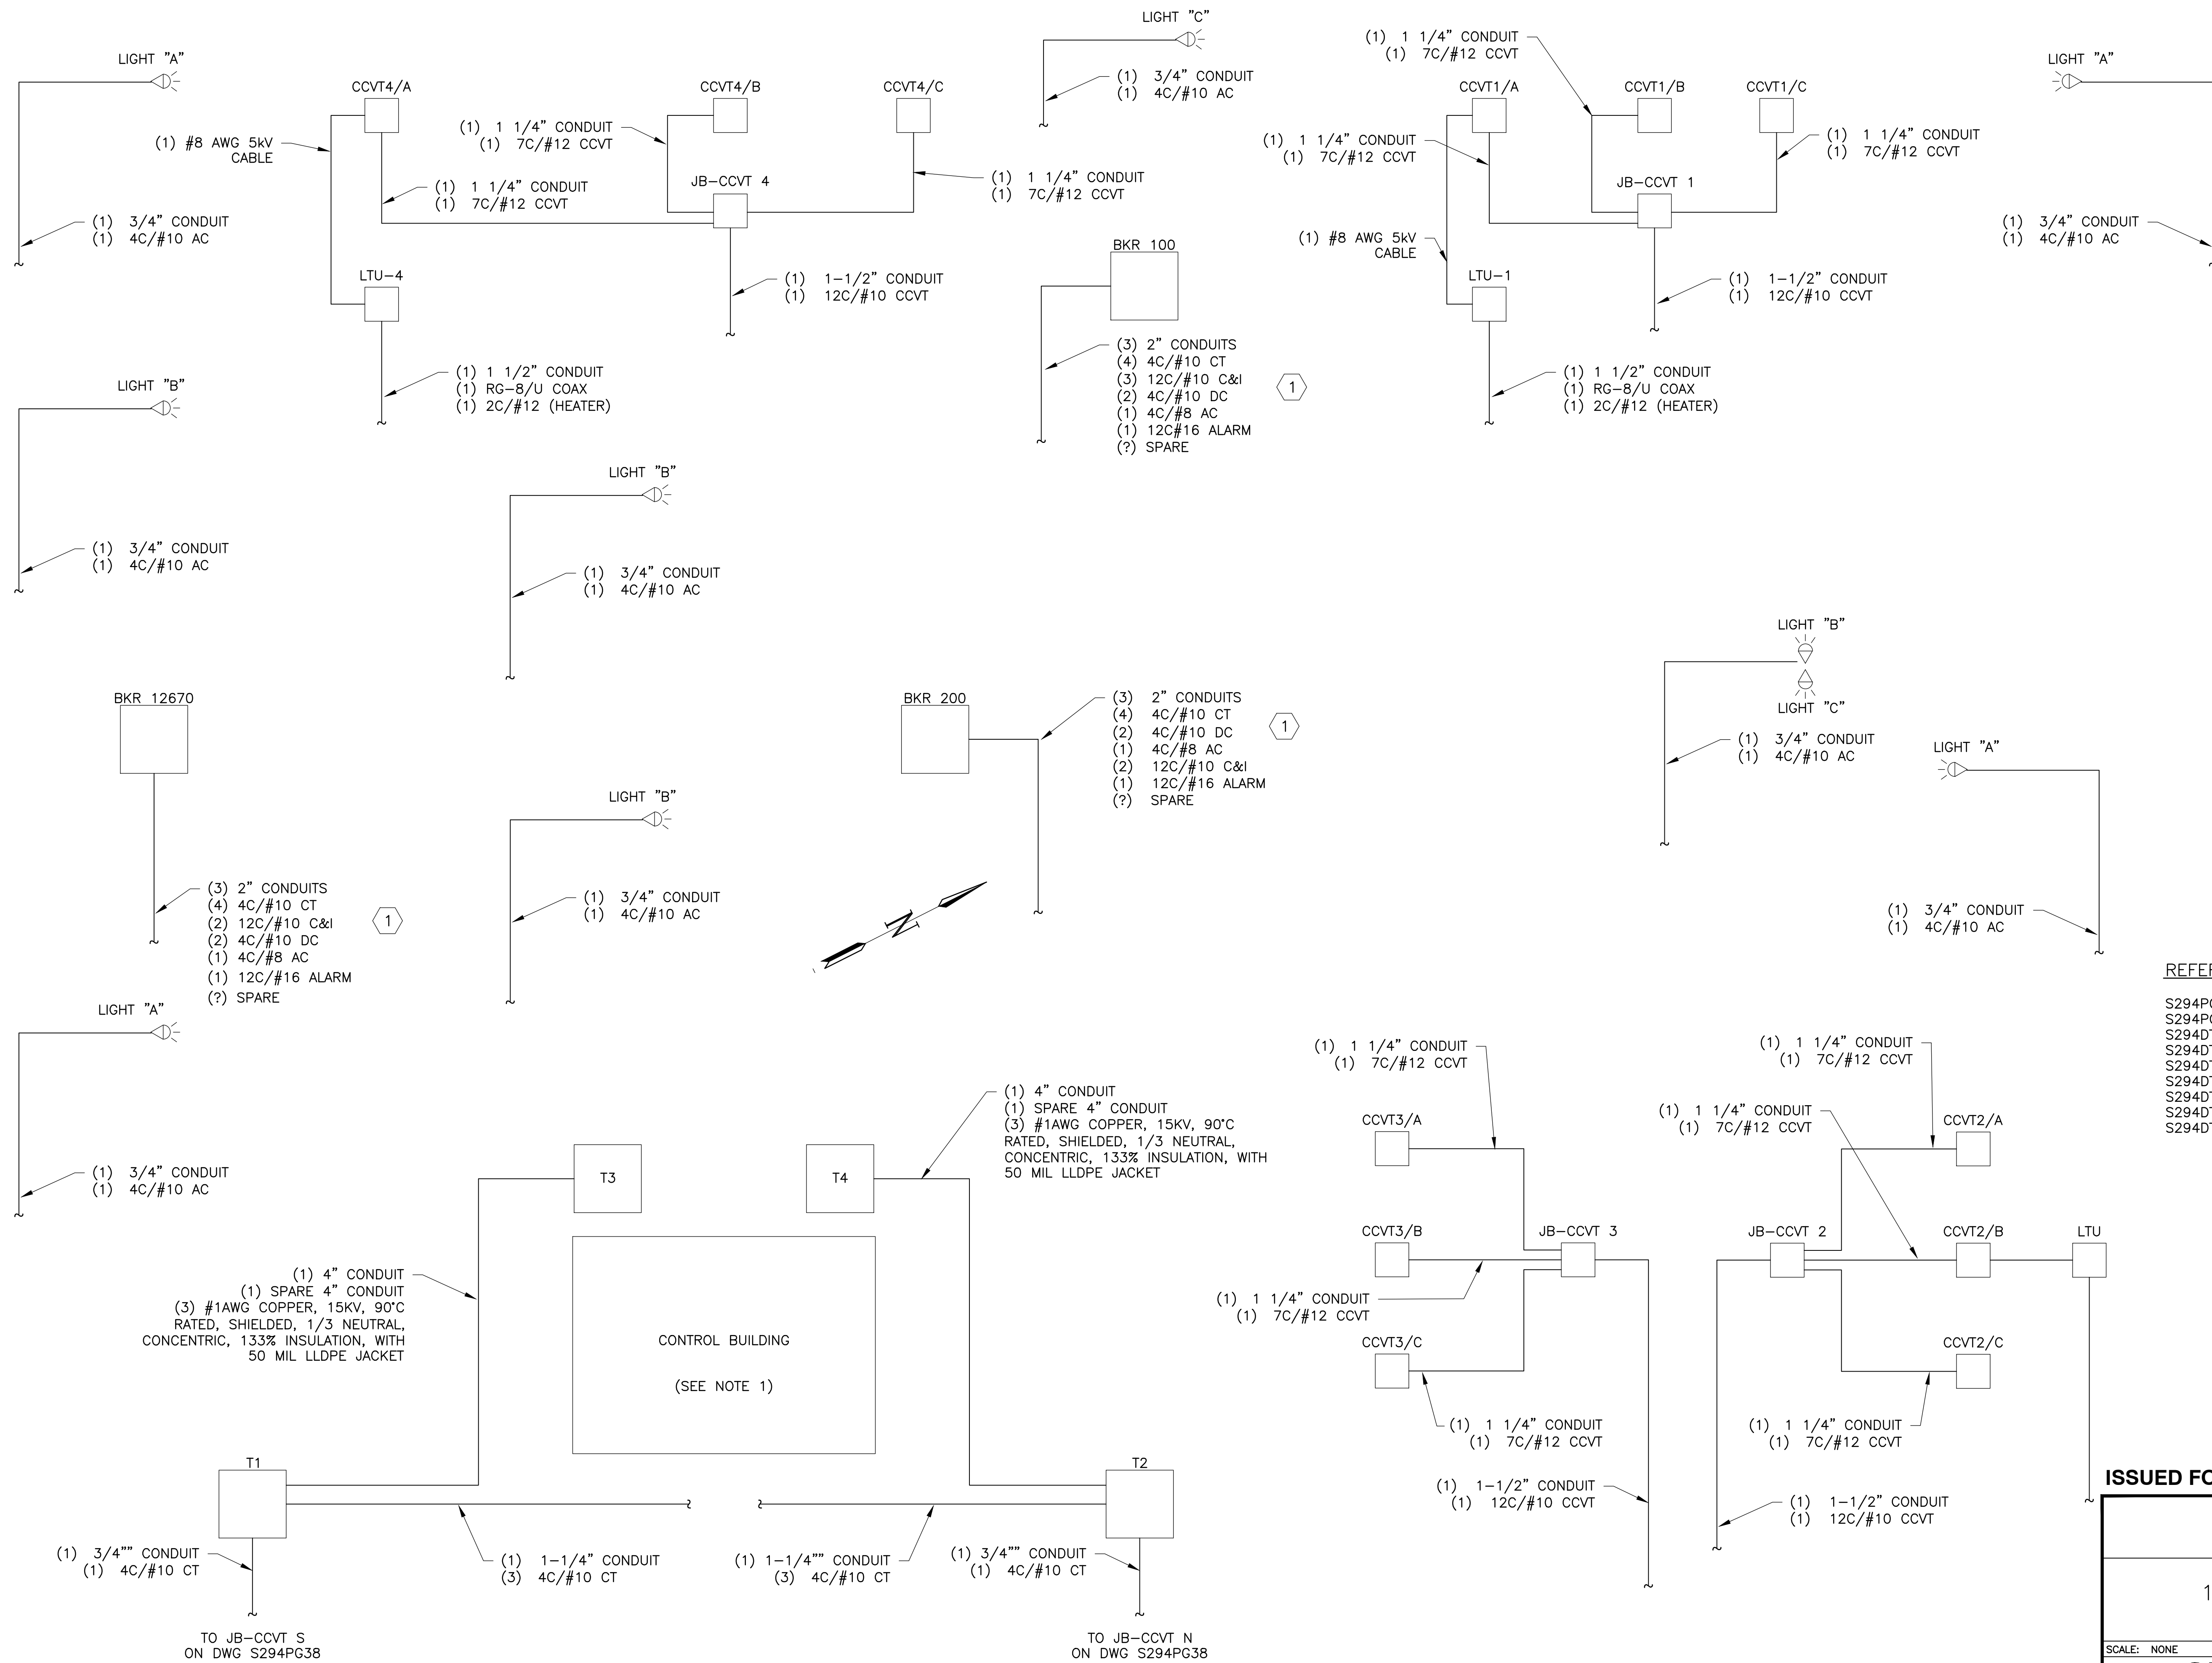 LIGHT "A"
(1) 3/4" CONDUIT
(1) 4C/#10 AC
CCVT4/A
CCVT4/B
CCVT4/C
(1) #8 AWG 5kV
CABLE
(1) 1 1/4" CONDUIT
(1) 7C/#12 CCVT
(1) 1 1/4" CONDUIT
(1) 7C/#12 CCVT
JB-CCVT 4
(1) 1 1/4" CONDUIT
(1) 7C/#12 CCVT
LTU-4
(1) 1-1/2" CONDUIT
(1) 12C/#10 CCVT
(1) 1 1/2" CONDUIT
(1) RG-8/U COAX
(1) 2C/#12 (HEATER)
LIGHT "C"
(1) 3/4" CONDUIT
(1) 4C/#10 AC
BKR 100
(3) 2" CONDUITS
(4) 4C/#10 CT
(3) 12C/#10 C&I
(2) 4C/#10 DC
(1) 4C/#8 AC
(1) 12C#16 ALARM
(?) SPARE
1
(1) 1 1/4" CONDUIT
(1) 7C/#12 CCVT
CCVT1/A
CCVT1/B
CCVT1/C
(1) 1 1/4" CONDUIT
(1) 7C/#12 CCVT
(1) 1 1/4" CONDUIT
(1) 7C/#12 CCVT
JB-CCVT 1
(1) #8 AWG 5kV
CABLE
LTU-1
(1) 1-1/2" CONDUIT
(1) 12C/#10 CCVT
(1) 1 1/2" CONDUIT
(1) RG-8/U COAX
(1) 2C/#12 (HEATER)
LIGHT "A"
(1) 3/4" CONDUIT
(1) 4C/#10 AC
LIGHT "B"
(1) 3/4" CONDUIT
(1) 4C/#10 AC
LIGHT "B"
(1) 3/4" CONDUIT
(1) 4C/#10 AC
BKR 12670
(3) 2" CONDUITS
(4) 4C/#10 CT
(2) 12C/#10 C&I
(2) 4C/#10 DC
(1) 4C/#8 AC
(1) 12C/#16 ALARM
(?) SPARE
1
LIGHT "B"
(1) 3/4" CONDUIT
(1) 4C/#10 AC
BKR 200
(3) 2" CONDUITS
(4) 4C/#10 CT
(2) 4C/#10 DC
(1) 4C/#8 AC
(2) 12C/#10 C&I
(1) 12C/#16 ALARM
(?) SPARE
1
N
LIGHT "B"
LIGHT "C"
(1) 3/4" CONDUIT
(1) 4C/#10 AC
LIGHT "A"
(1) 3/4" CONDUIT
(1) 4C/#10 AC
LIGHT "A"
(1) 3/4" CONDUIT
(1) 4C/#10 AC
T3
T4
(1) 4" CONDUIT
(1) SPARE 4" CONDUIT
(3) #1AWG COPPER, 15KV, 90°C
RATED, SHIELDED, 1/3 NEUTRAL,
CONCENTRIC, 133% INSULATION, WITH
50 MIL LLDPE JACKET
(1) 4" CONDUIT
(1) SPARE 4" CONDUIT
(3) #1AWG COPPER, 15KV, 90°C
RATED, SHIELDED, 1/3 NEUTRAL,
CONCENTRIC, 133% INSULATION, WITH
50 MIL LLDPE JACKET
CONTROL BUILDING
(SEE NOTE 1)
T1
T2
(1) 3/4"" CONDUIT
(1) 4C/#10 CT
(1) 1-1/4" CONDUIT
(3) 4C/#10 CT
(1) 1-1/4"" CONDUIT
(3) 4C/#10 CT
(1) 3/4"" CONDUIT
(1) 4C/#10 CT
TO JB-CCVT S
ON DWG S294PG38
TO JB-CCVT N
ON DWG S294PG38
(1) 1 1/4" CONDUIT
(1) 7C/#12 CCVT
CCVT3/A
CCVT3/B
JB-CCVT 3
(1) 1 1/4" CONDUIT
(1) 7C/#12 CCVT
CCVT3/C
(1) 1 1/4" CONDUIT
(1) 7C/#12 CCVT
(1) 1-1/2" CONDUIT
(1) 12C/#10 CCVT
(1) 1 1/4" CONDUIT
(1) 7C/#12 CCVT
(1) 1 1/4" CONDUIT
(1) 7C/#12 CCVT
CCVT2/A
JB-CCVT 2
CCVT2/B
LTU
CCVT2/C
(1) 1 1/4" CONDUIT
(1) 7C/#12 CCVT
(1) 1-1/2" CONDUIT
(1) 12C/#10 CCVT
ISSUED
SCALE: NONE